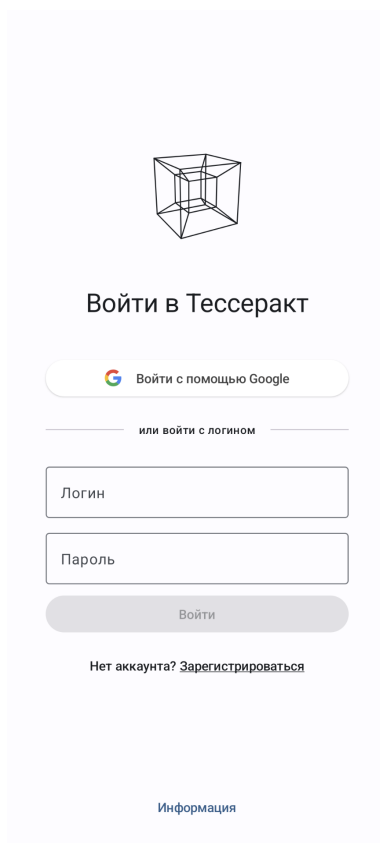 Войти в Тессеракт
Войти с помощью Google
или войти с логином
Логин
Пароль
Войти
Нет аккаунта? Зарегистрироваться
Информация